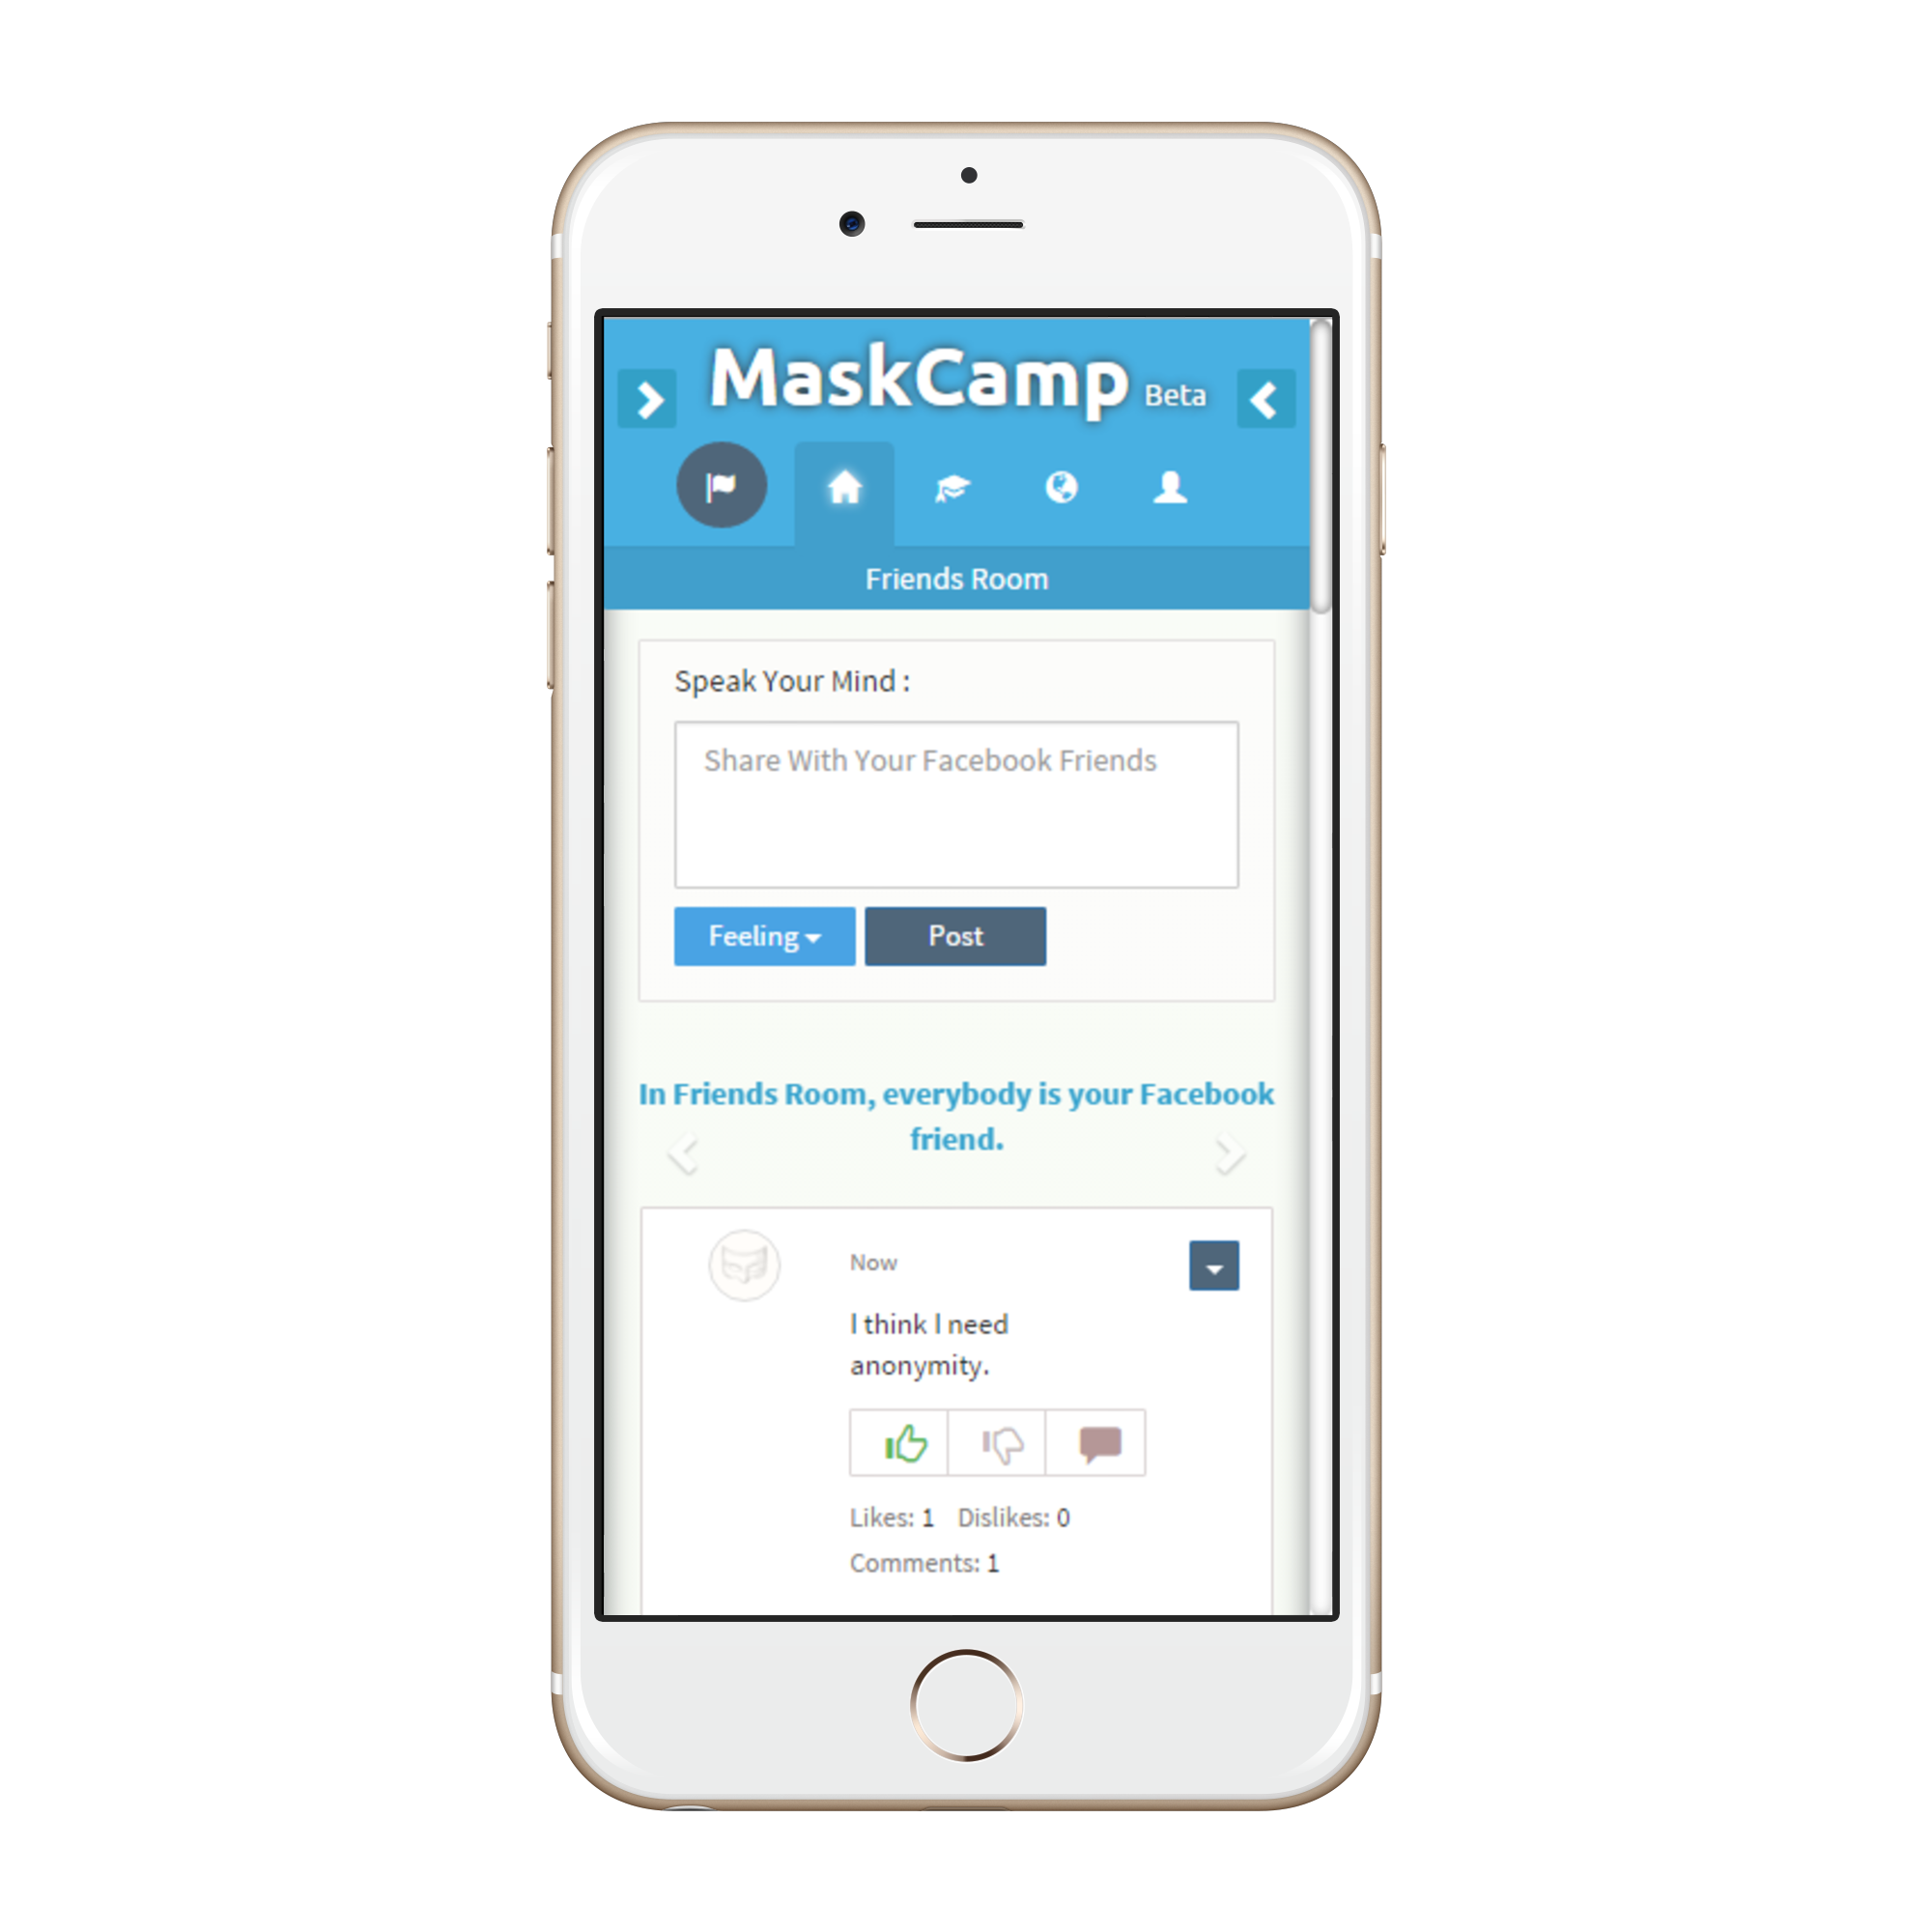 MaskCamp Beta
Friends Room
Speak Your Mind :
Share With Your Facebook Friends
Feeling Post
In Friends Room, everybody is your Facebook
friend.
Now
I think I need
anonymity.
Likes: 1 Dislikes: 0
Comments: 1